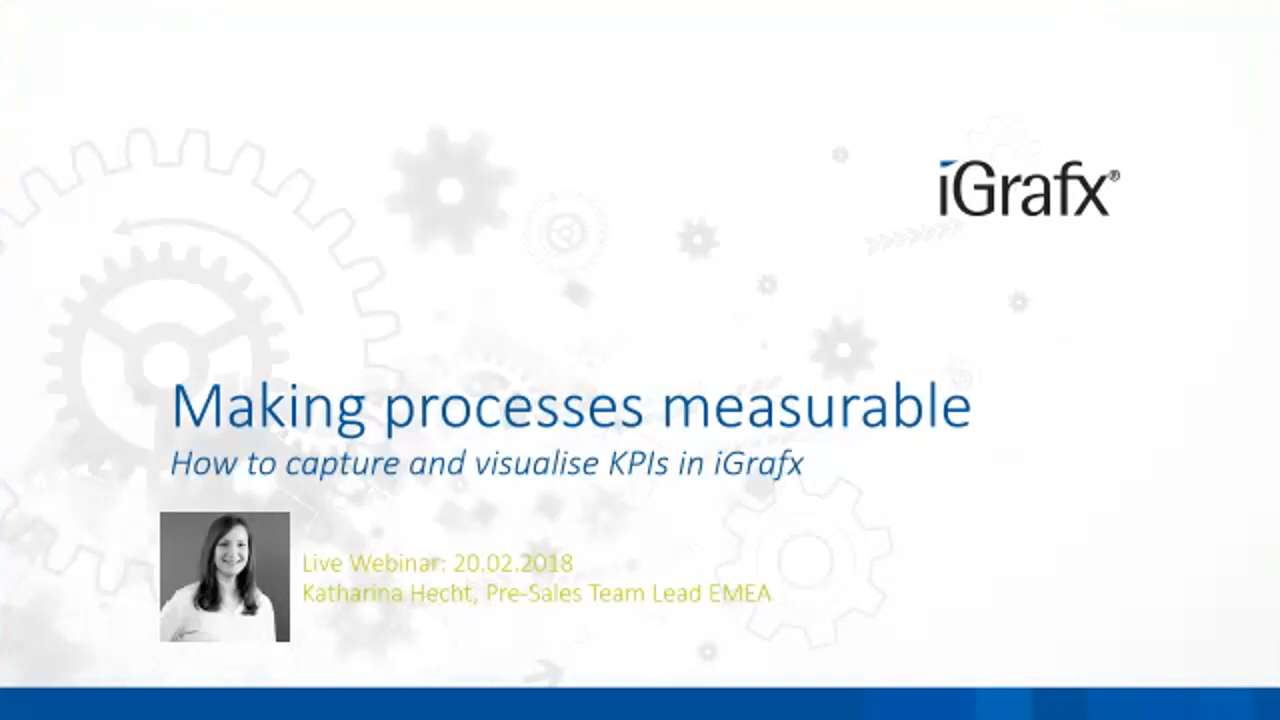 iGrafx®
Making processes measurable
How to capture and visualise KPIs in iGrafx
Live Webinar: 20.02.2018
Katharina Hecht, Pre-Sales Team Lead EMEA